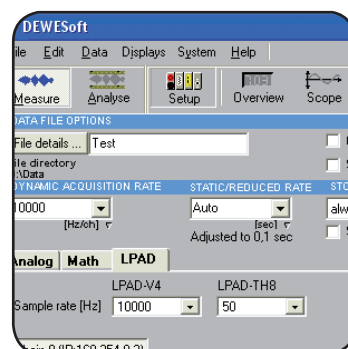 DEWESoft
ile Edit Data Displays System Help
Measure Analyse Setup Overview Scope
DATA FILE OPTIONS
File details ... Test
ile directory
:\Data
DYNAMIC ACQUISITION RATE STATIC/REDUCED RATE STO
10000 Auto alw
[Hz/ch] [sec]
Adjusted to 0,1 sec
Analog Math LPAD
LPAD-V4 LPAD-TH8
Sample rate [Hz] 10000 50